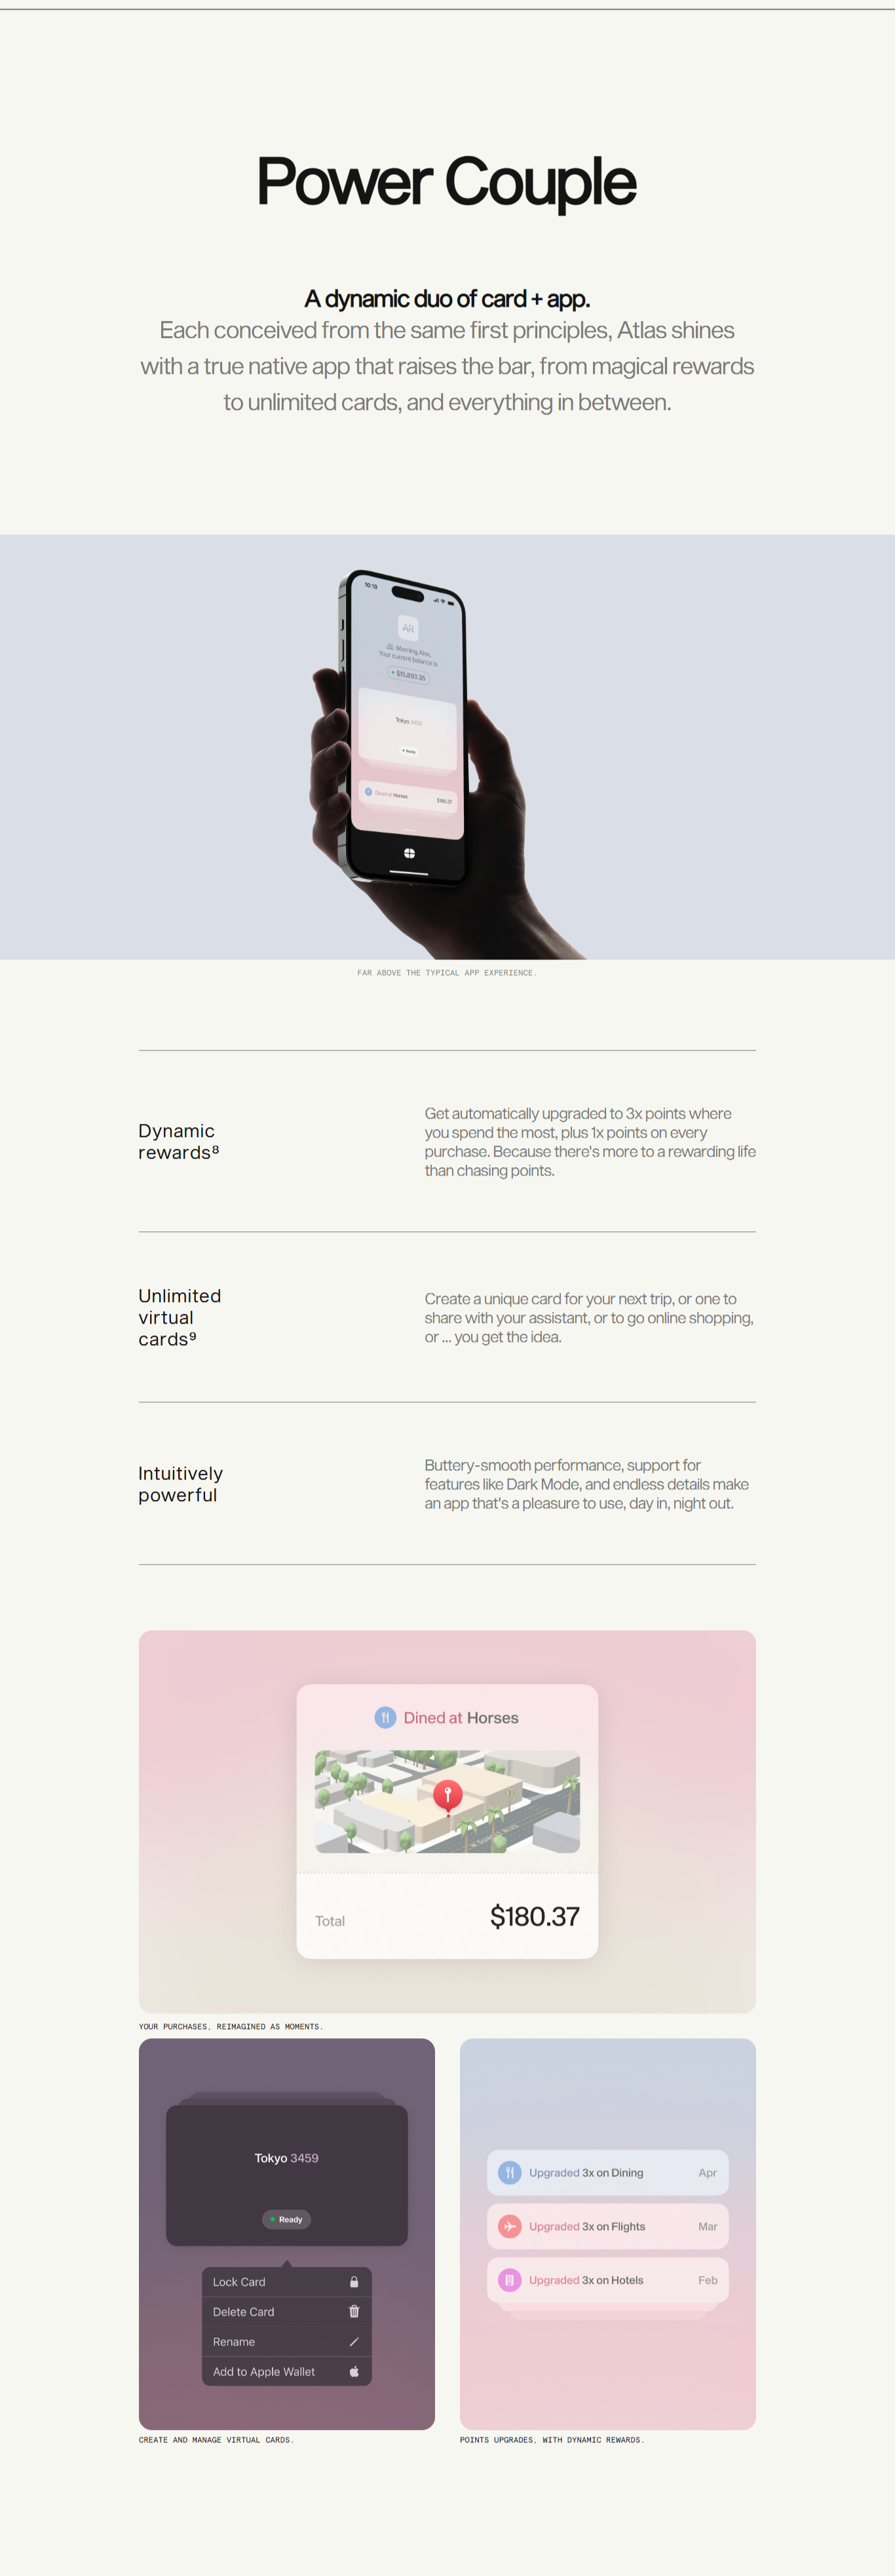 Power Couple
A dynamic duo of card + app.
Each conceived from the same first principles, Atlas shines
with a true native app that raises the bar, from magical rewards
to unlimited cards, and everything in between.
10:10
AR
Morning Alex,
Your current balance is
$15,893.35
Tokyo 3459
Ready
Dined at Horses
$180.37
FAR ABOVE THE TYPICAL APP EXPERIENCE.
Dynamic
rewards⁸
Get automatically upgraded to 3x points where
you spend the most, plus 1x points on every
purchase. Because there's more to a rewarding life
than chasing points.
Unlimited
virtual
cards⁹
Create a unique card for your next trip, or one to
share with your assistant, or to go online shopping,
or ... you get the idea.
Intuitively
powerful
Buttery-smooth performance, support for
features like Dark Mode, and endless details make
an app that's a pleasure to use, day in, night out.
Dined at Horses
Total
$180.37
YOUR PURCHASES, REIMAGINED AS MOMENTS.
Tokyo 3459
Ready
Lock Card
Delete Card
Rename
Add to Apple Wallet
CREATE AND MANAGE VIRTUAL CARDS.
Upgraded 3x on Dining Apr
Upgraded 3x on Flights Mar
Upgraded 3x on Hotels Feb
POINTS UPGRADES, WITH DYNAMIC REWARDS.